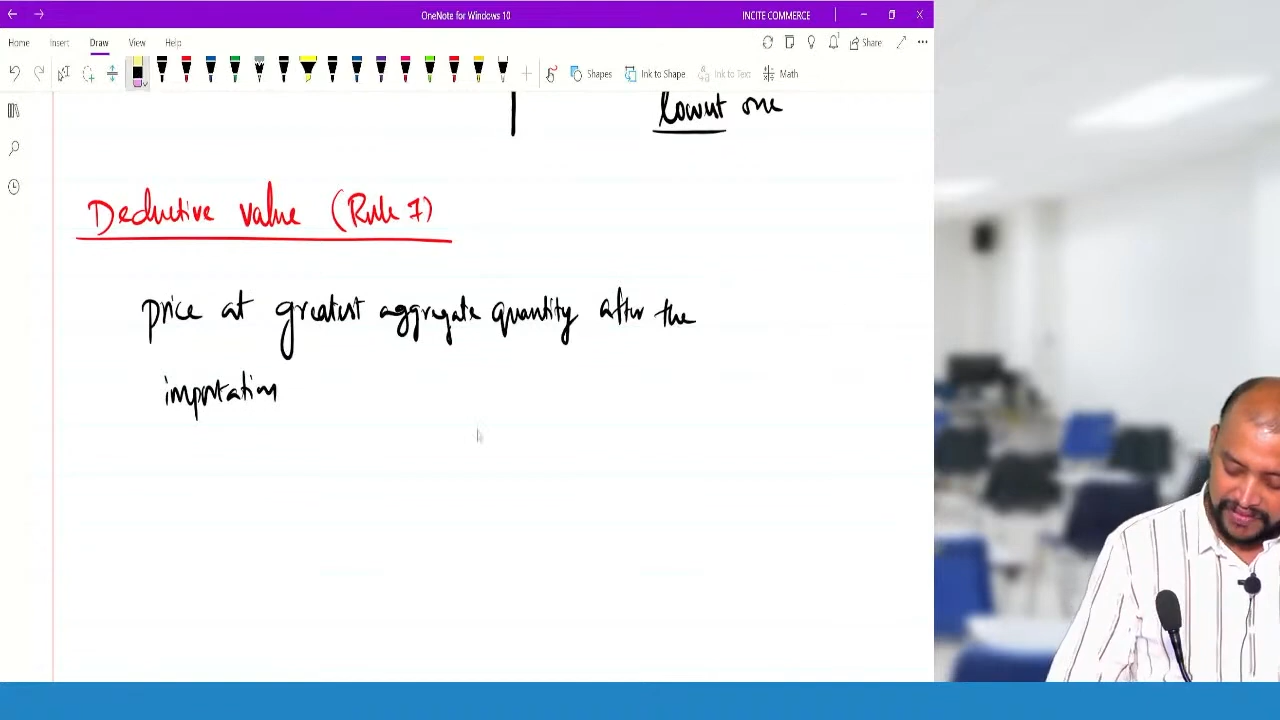 OneNote for Windows 10
INCITE COMMERCE
Home Insert Draw View Help
Share
Shapes Ink to Shape Ink to Text Math
lowest one
Deductive value (Rule 7)
price at greatest aggregate quantity after the
importation